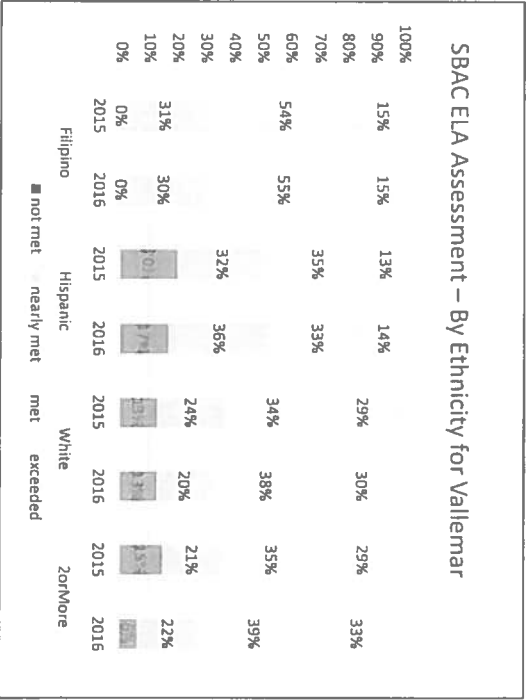 SBAC ELA Assessment – By Ethnicity for Vallemar
100%
90%
80%
70%
60%
50%
40%
30%
20%
10%
0%
15% 15% 13% 14% 29% 30% 29% 33%
54% 55% 35% 33% 34% 38% 35% 39%
31% 30% 32% 36% 24% 20% 21% 22%
0% 0% 13% 13% 15%
2015 2016 2015 2016 2015 2016 2015 2016
Filipino Hispanic White 2orMore
not met nearly met met exceeded